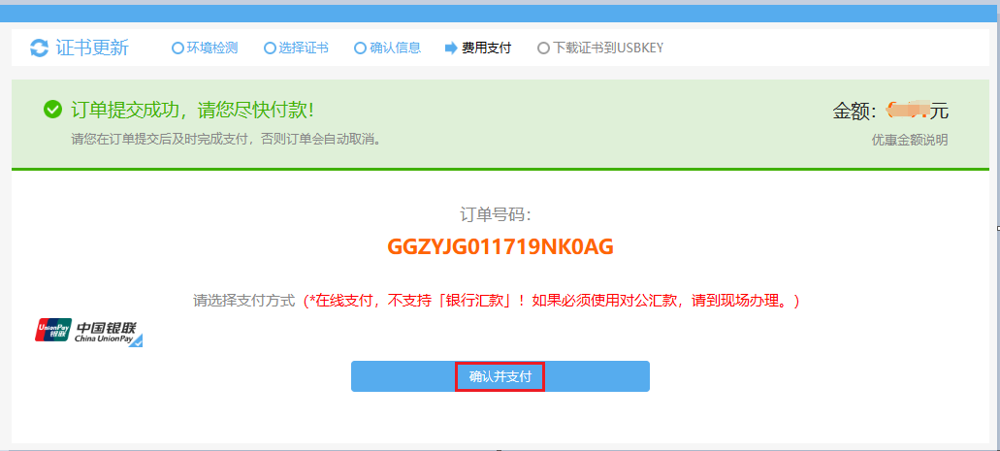 证书更新 环境检测 选择证书 确认信息 费用支付 下载证书到USBKEY
订单提交成功，请您尽快付款！ 金额： 元
请您在订单提交后及时完成支付，否则订单会自动取消。 优惠金额说明
订单号码：
GGZYJG011719NK0AG
请选择支付方式（*在线支付，不支持「银行汇款」！如果必须使用对公汇款，请到现场办理。）
UnionPay 银联 中国银联
China UnionPay
确认并支付